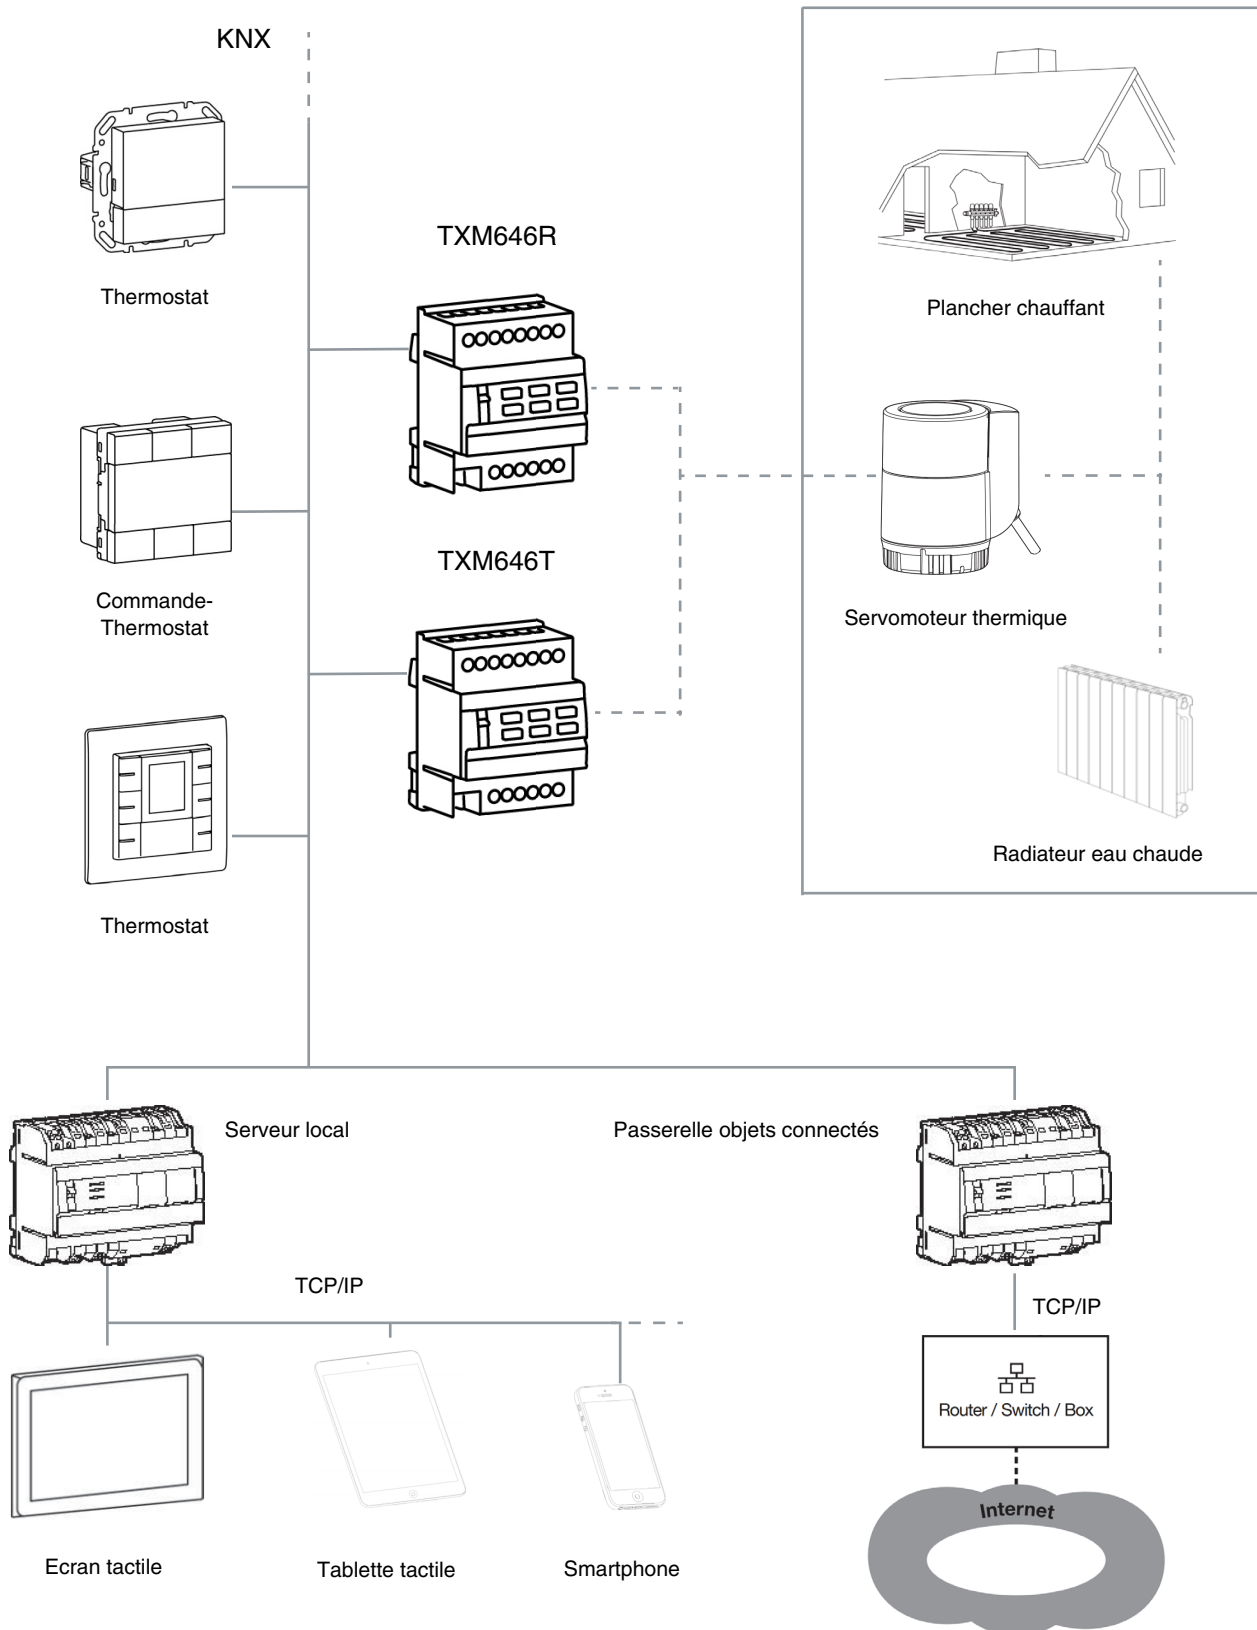 KNX
TXM646R
Thermostat
Plancher chauffant
TXM646T
Commande-
Thermostat
Servomoteur thermique
Radiateur eau chaude
Thermostat
Serveur local
Passerelle objets connectés
TCP/IP
TCP/IP
Router / Switch / Box
Internet
Ecran tactile
Tablette tactile
Smartphone